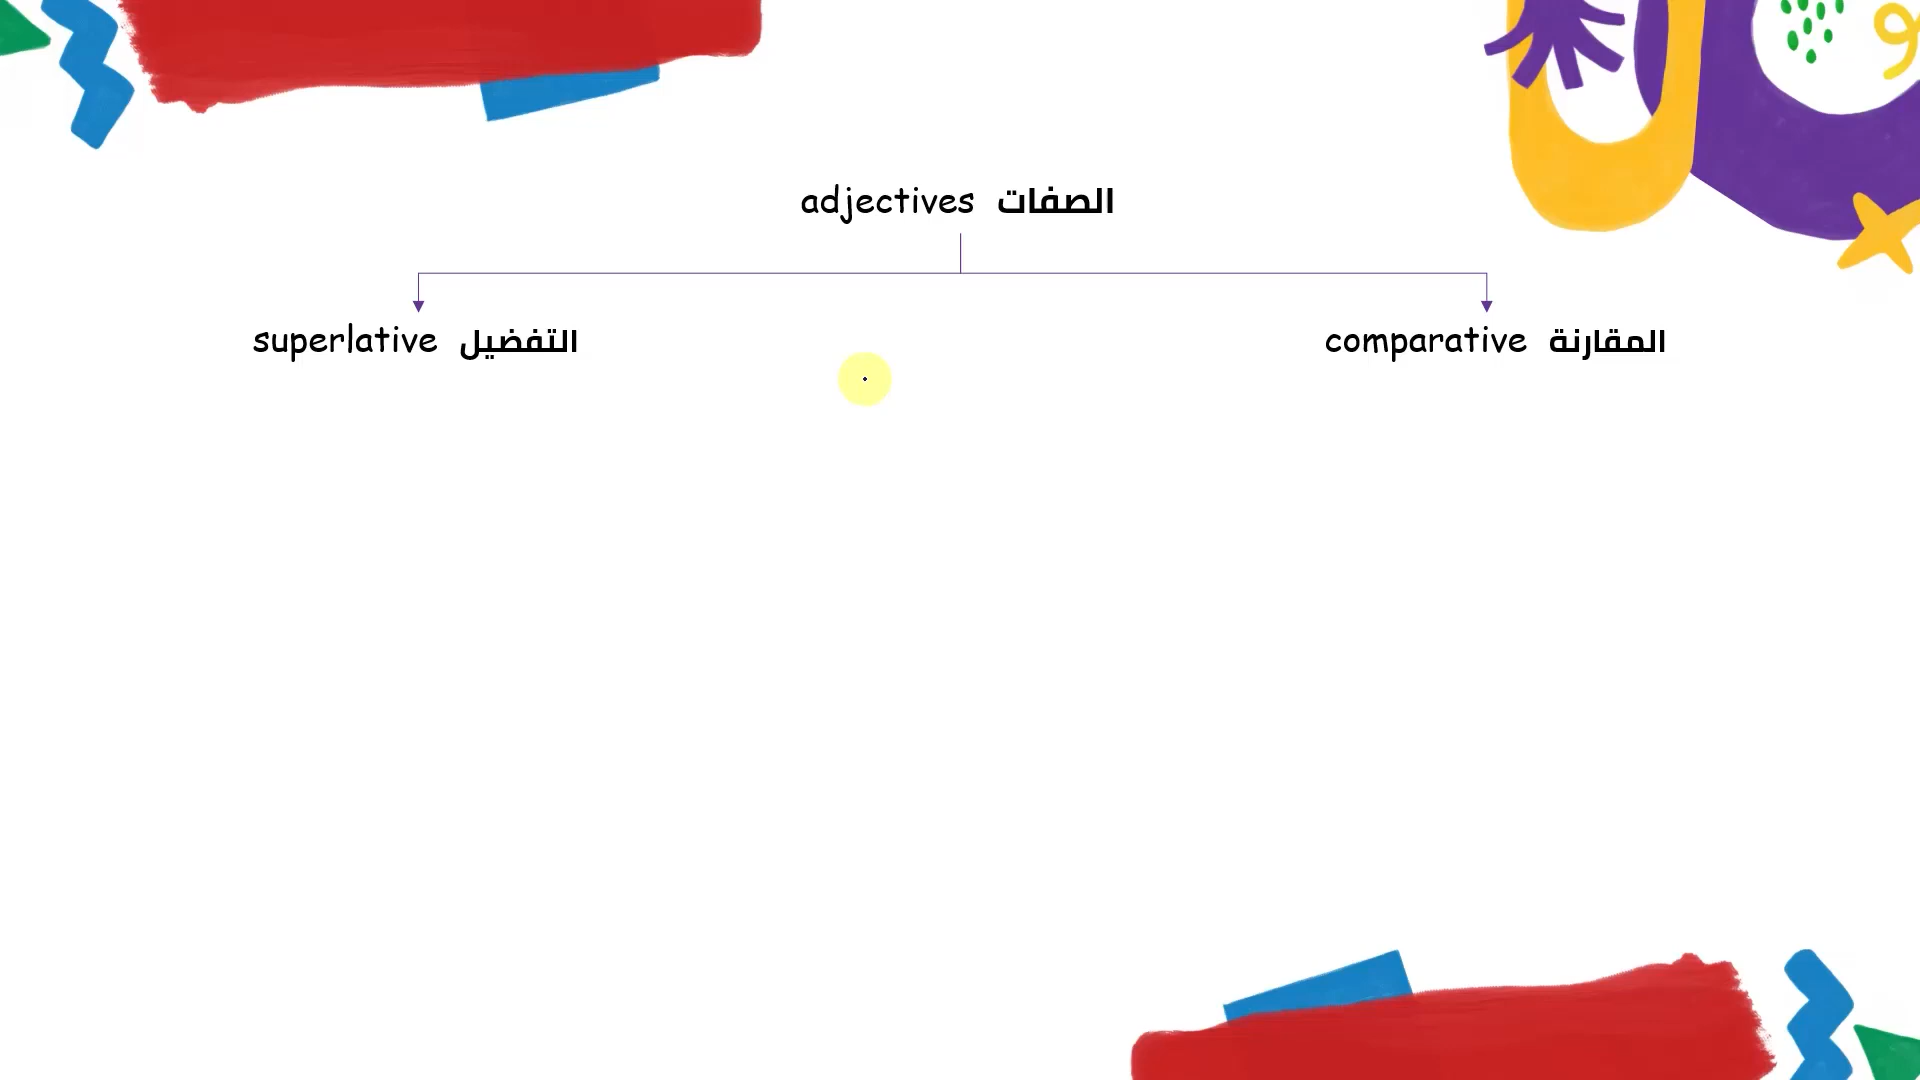 adjectives الصفات
superlative التفضيل
comparative المقارنة